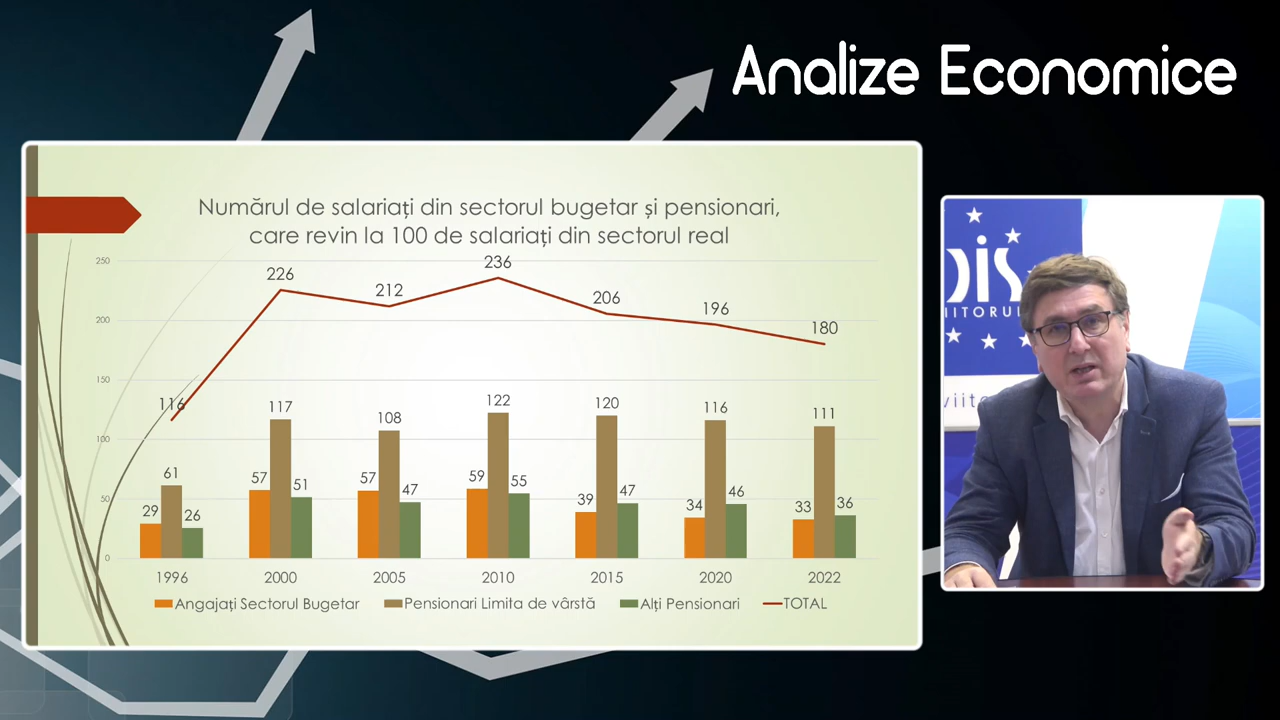 Analize Economice
Numărul de salariați din sectorul bugetar și pensionari,
care revin la 100 de salariați din sectorul real
250
200
150
100
50
0
116
226
212
236
206
196
180
29 61 26
57 117 51
57 108 47
59 122 55
39 120 47
34 116 46
33 111 36
1996 2000 2005 2010 2015 2020 2022
Angajați Sectorul Bugetar Pensionari Limita de vârstă Alți Pensionari TOTAL